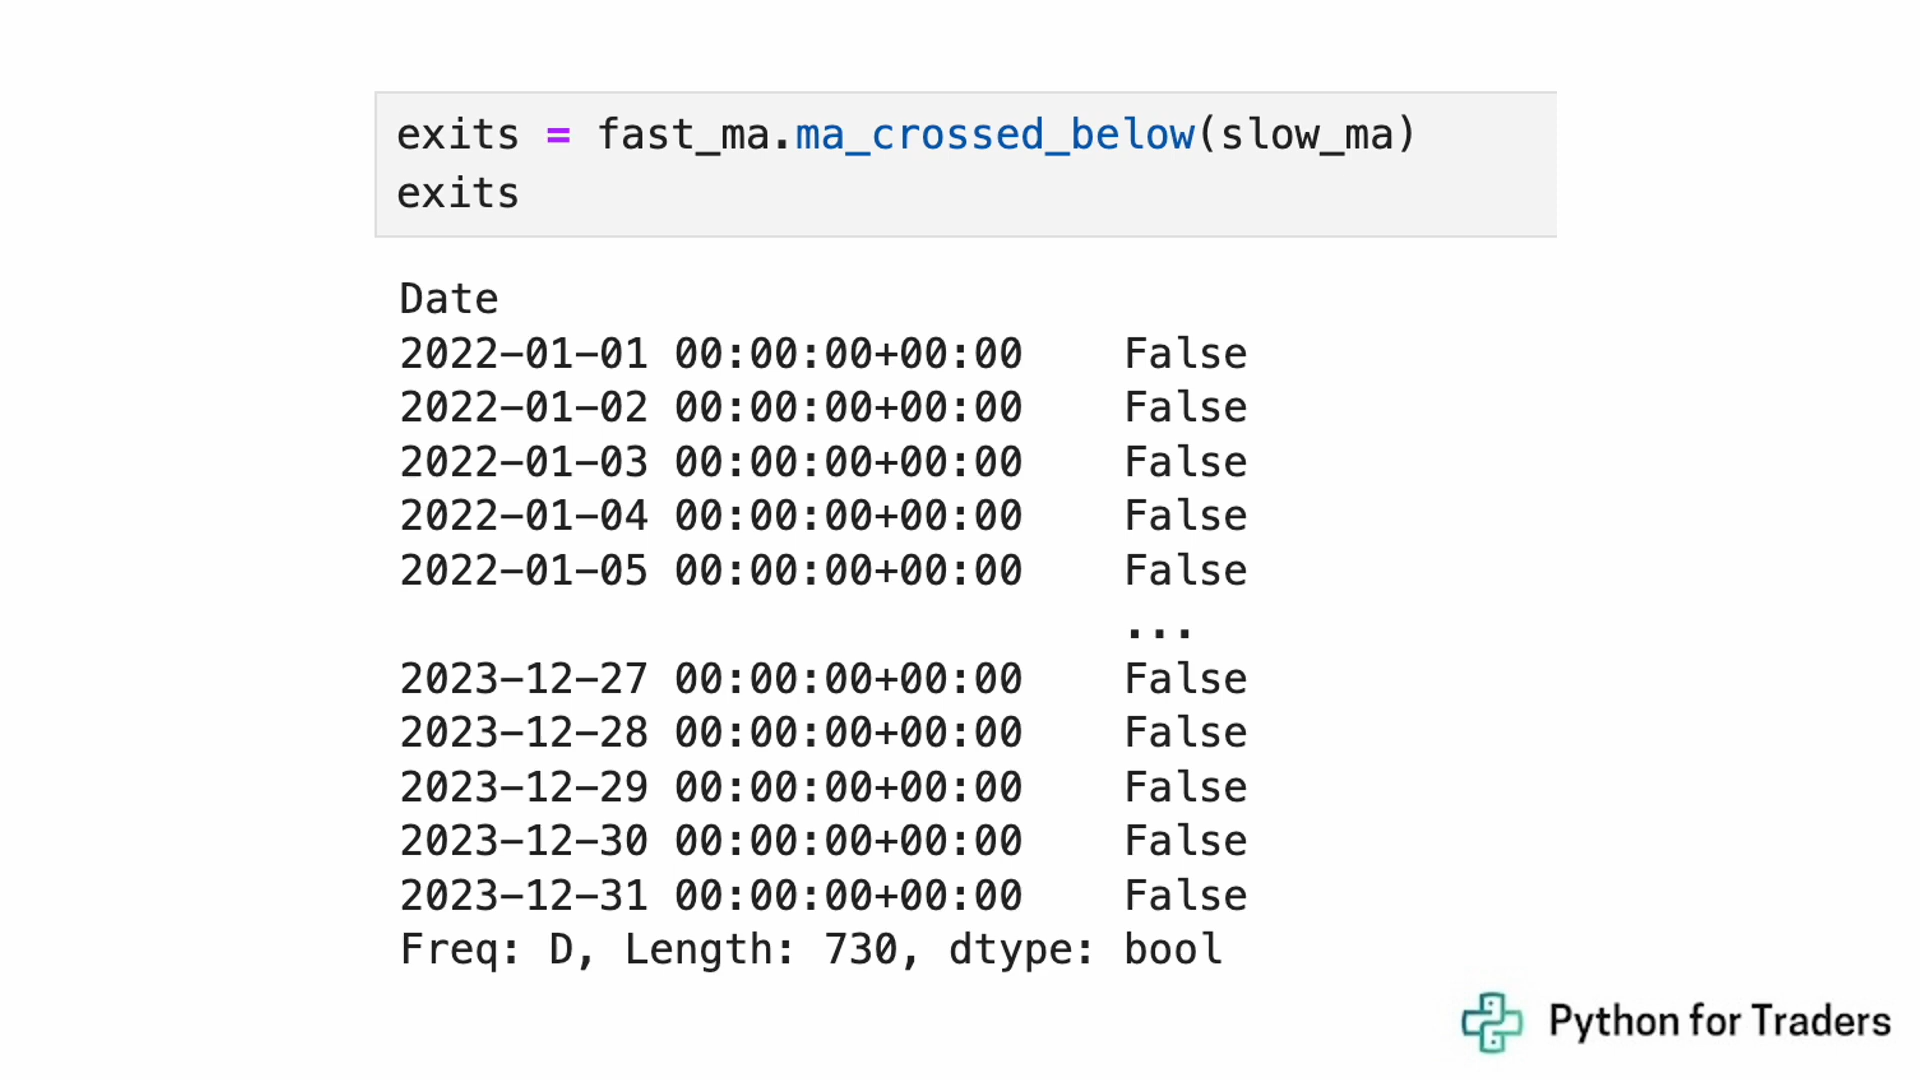 exits = fast_ma.ma_crossed_below(slow_ma)
exits
Date
2022-01-01 00:00:00+00:00    False
2022-01-02 00:00:00+00:00    False
2022-01-03 00:00:00+00:00    False
2022-01-04 00:00:00+00:00    False
2022-01-05 00:00:00+00:00    False
...
2023-12-27 00:00:00+00:00    False
2023-12-28 00:00:00+00:00    False
2023-12-29 00:00:00+00:00    False
2023-12-30 00:00:00+00:00    False
2023-12-31 00:00:00+00:00    False
Freq: D, Length: 730, dtype: bool
Python for Traders